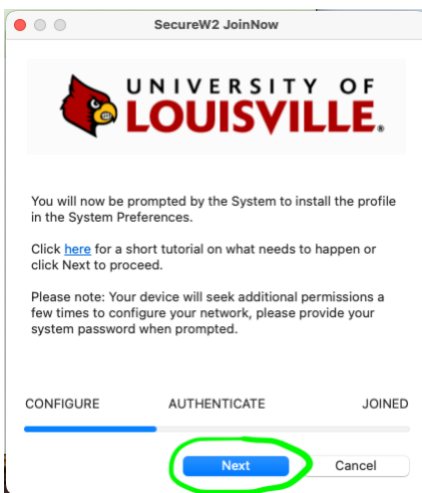 SecureW2 JoinNow
UNIVERSITY OF
LOUISVILLE.
You will now be prompted by the System to install the profile
in the System Preferences.
Click here for a short tutorial on what needs to happen or
click Next to proceed.
Please note: Your device will seek additional permissions a
few times to configure your network, please provide your
system password when prompted.
CONFIGURE AUTHENTICATE JOINED
Next Cancel